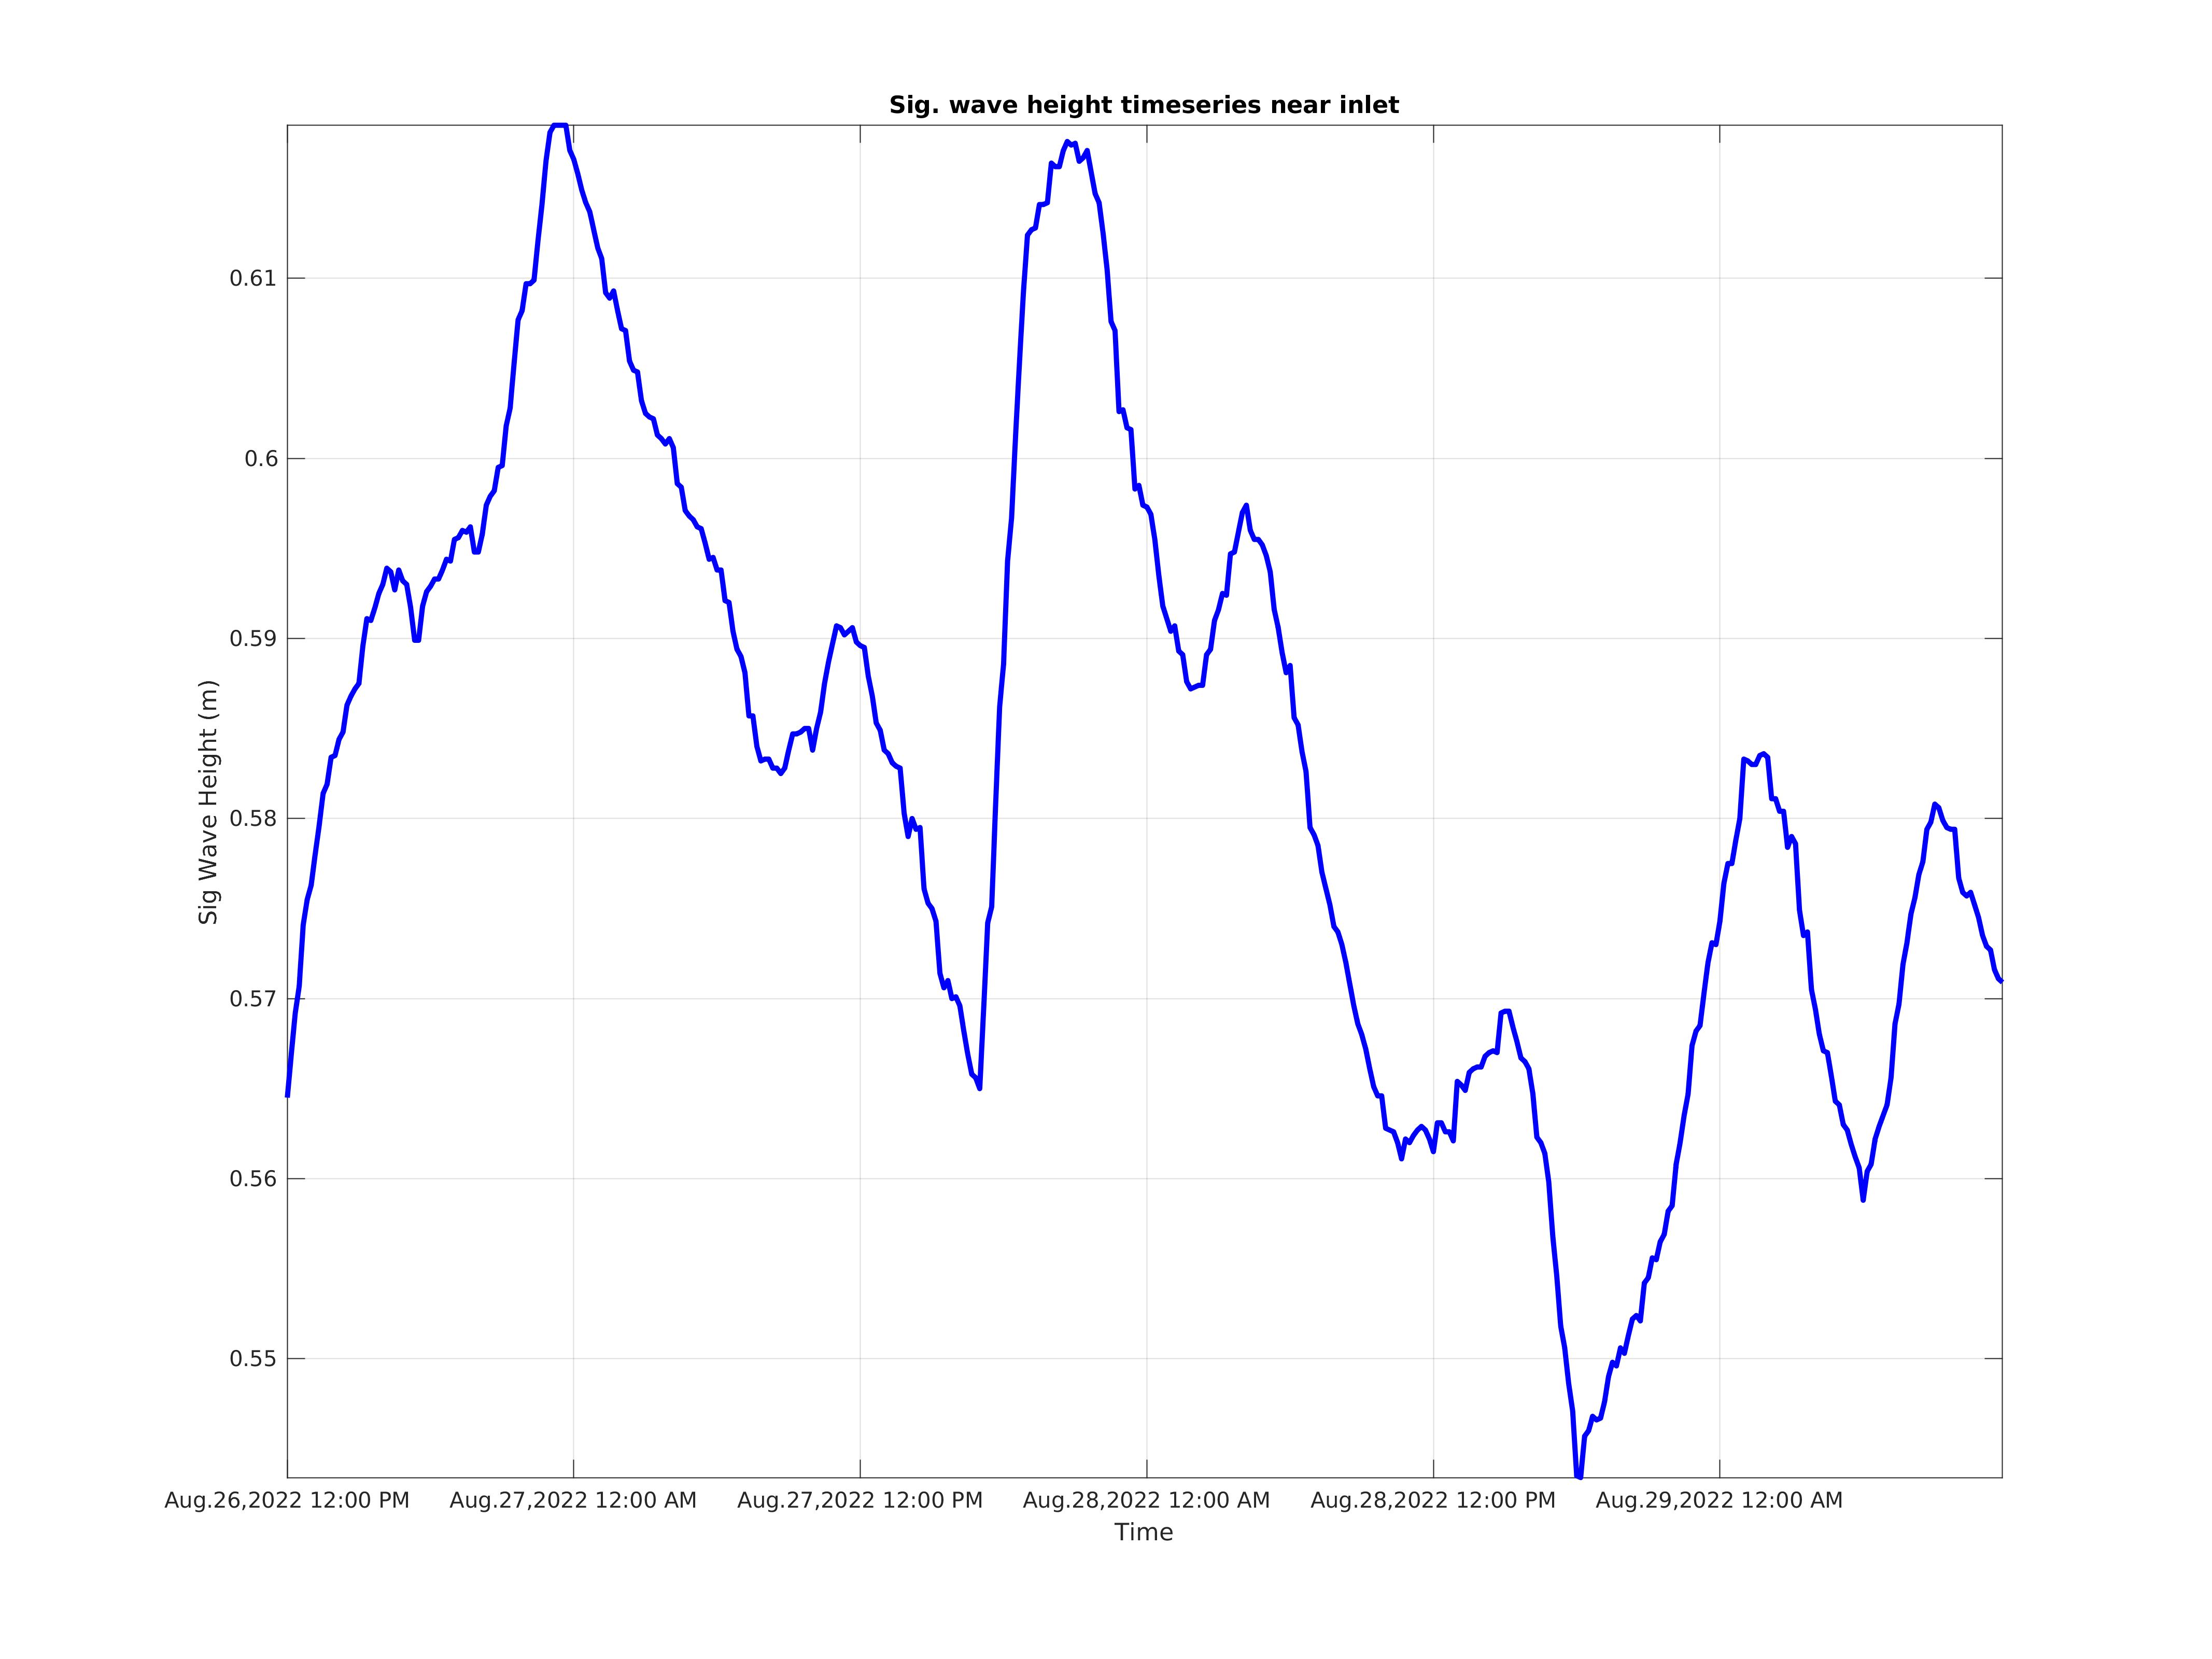 Sig. wave height timeseries near inlet
0.61
0.6
0.59
0.58
0.57
0.56
0.55
Sig Wave Height (m)
Aug.26,2022 12:00 PM
Aug.27,2022 12:00 AM
Aug.27,2022 12:00 PM
Aug.28,2022 12:00 AM
Aug.28,2022 12:00 PM
Aug.29,2022 12:00 AM
Time